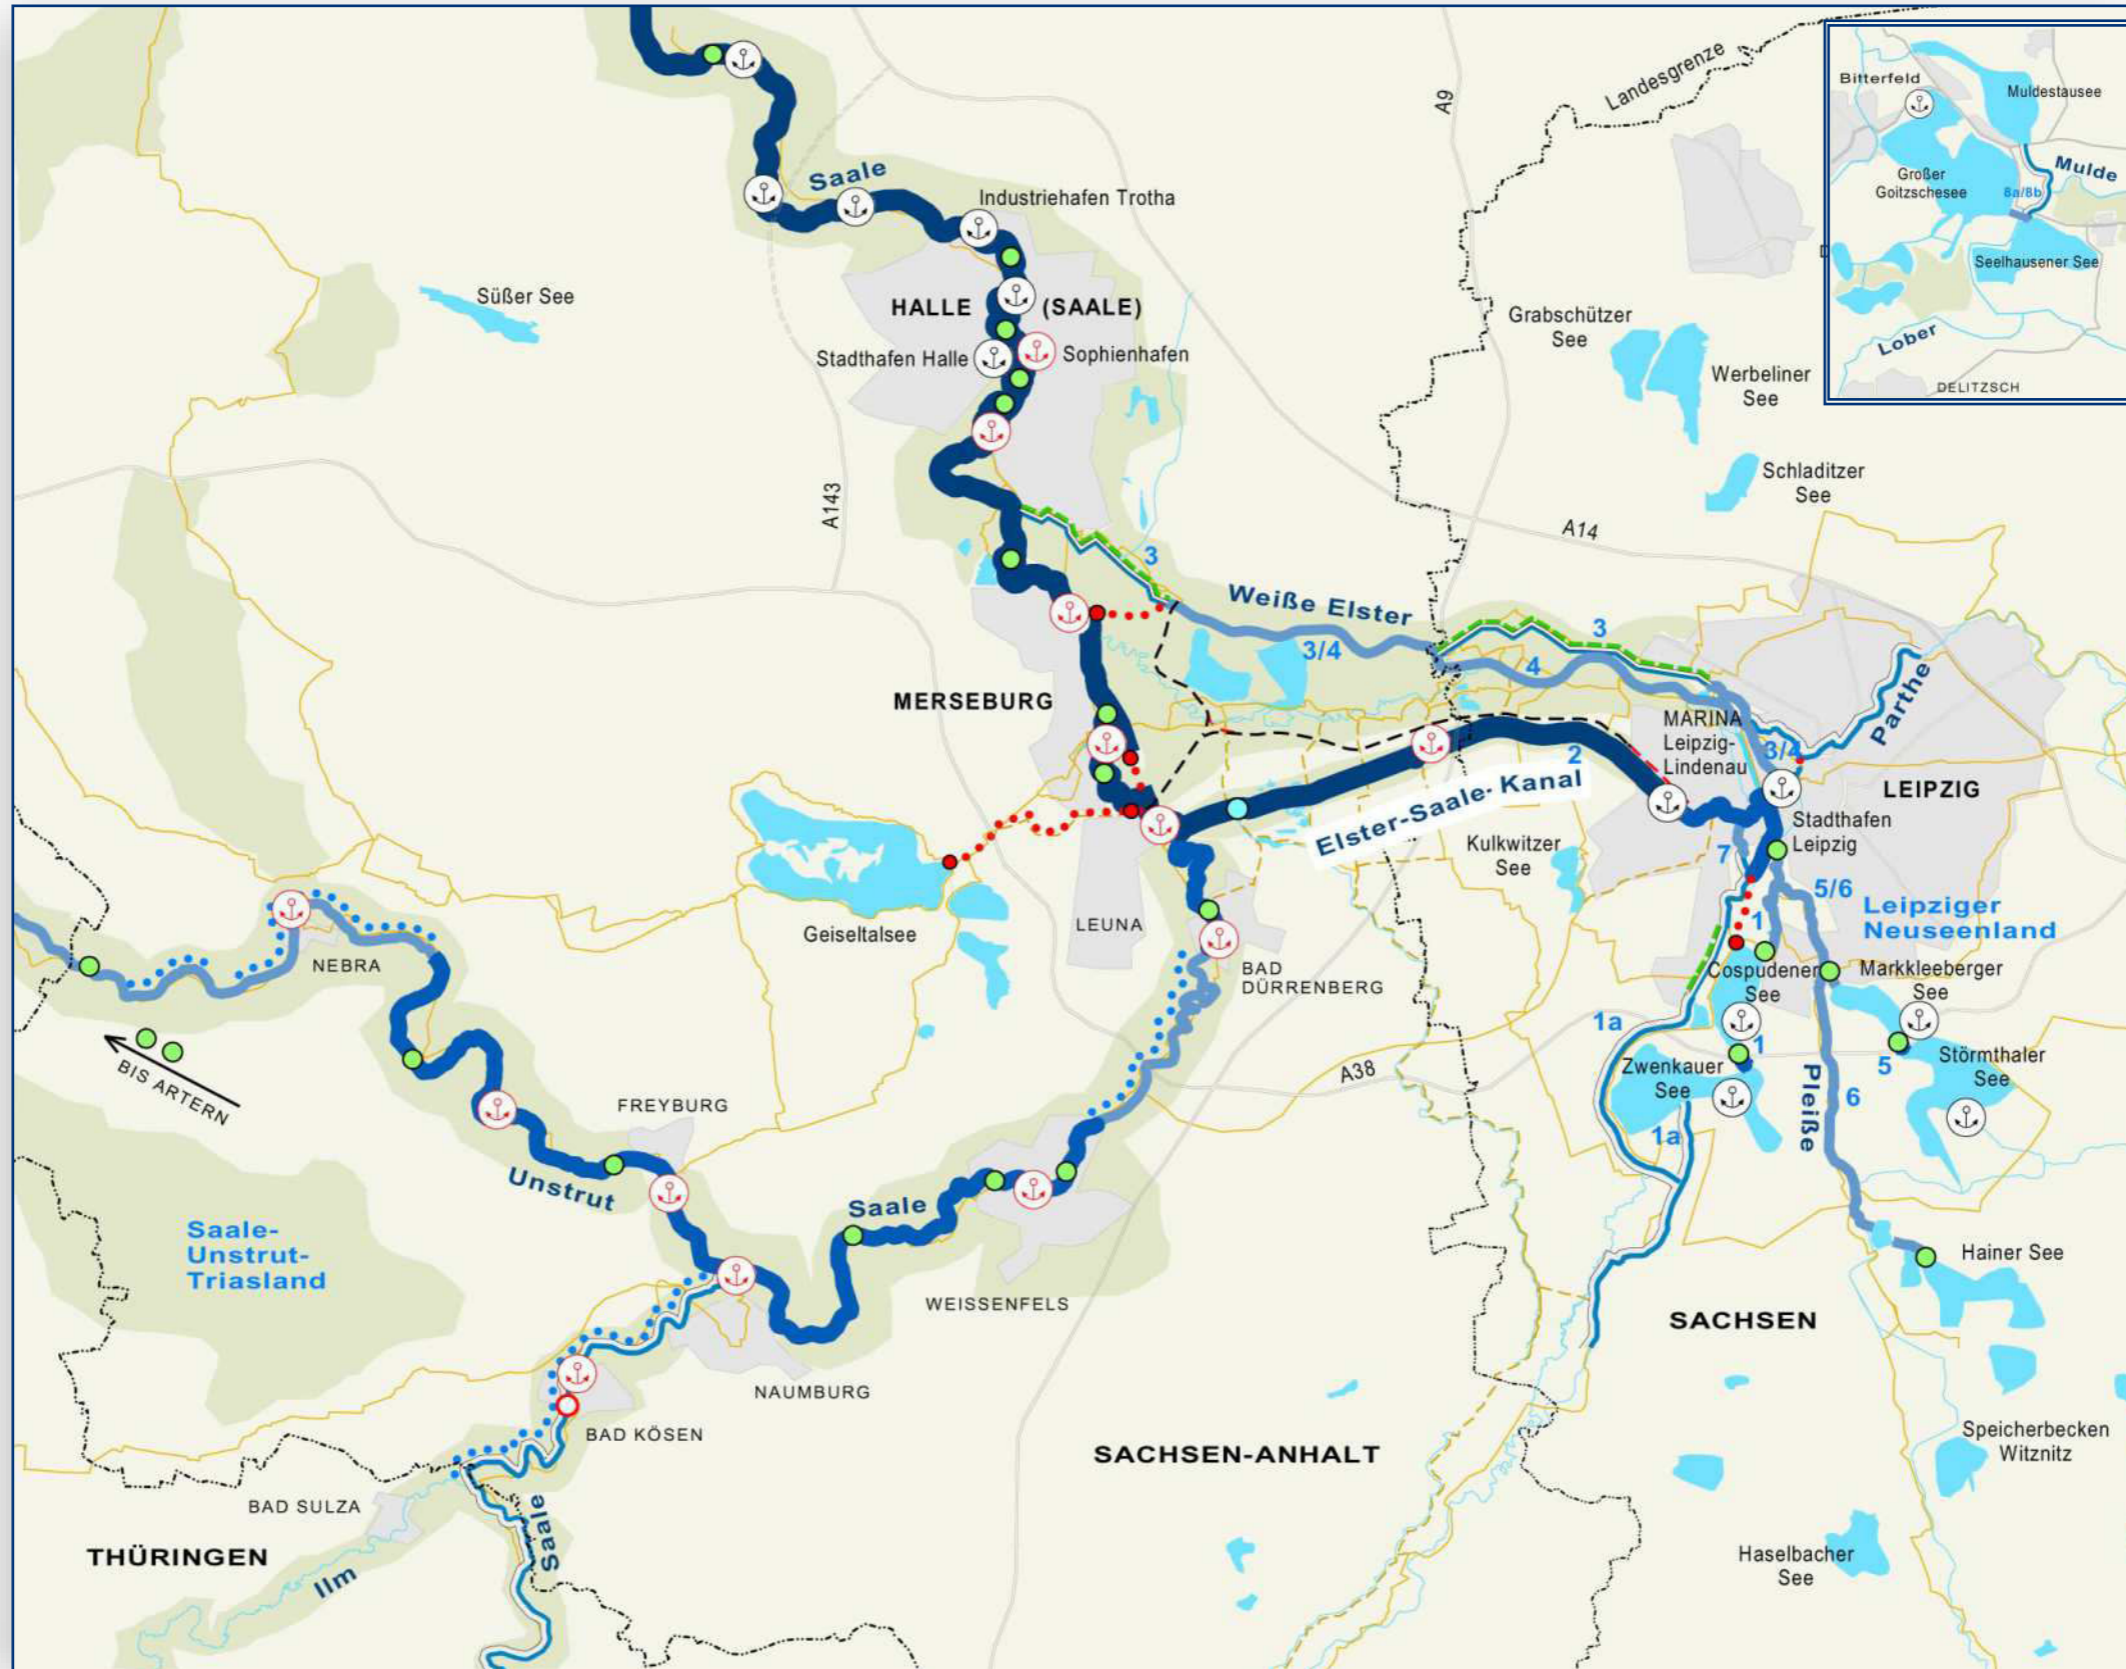 Landesgrenze
A9
Bitterfeld
Muldestausee
Mulde
Großer
Goitzschesee
8a/8b
Seelhausener See
Lober
DELITZSCH
Saale
Industriehafen Trotha
Süßer See
HALLE (SAALE)
Stadthafen Halle
Sophienhafen
Grabschützer
See
Werbeliner
See
Schladitzer
See
A143
A14
3
Weiße Elster
3/4
3
4
MERSEBURG
MARINA
Leipzig-
Lindenau
3/4
Parthe
LEIPZIG
2
Elster-Saale-Kanal
Kulkwitzer
See
Stadthafen
Leipzig
7
5/6
Leipziger
Neuseenland
1
Geiseltalsee
LEUNA
NEBRA
BAD
DÜRRENBERG
Cospudener
See
Markkleeberger
See
BIS ARTERN
1a
1
5
Störmthaler
See
Zwenkauer
See
A38
6
Pleiße
1a
FREYBURG
Unstrut
Saale
Saale-
Unstrut-
Triasland
Hainer See
WEISSENFELS
SACHSEN
NAUMBURG
BAD KÖSEN
SACHSEN-ANHALT
Speicherbecken
Witznitz
BAD SULZA
Saale
THÜRINGEN
Ilm
Haselbacher
See